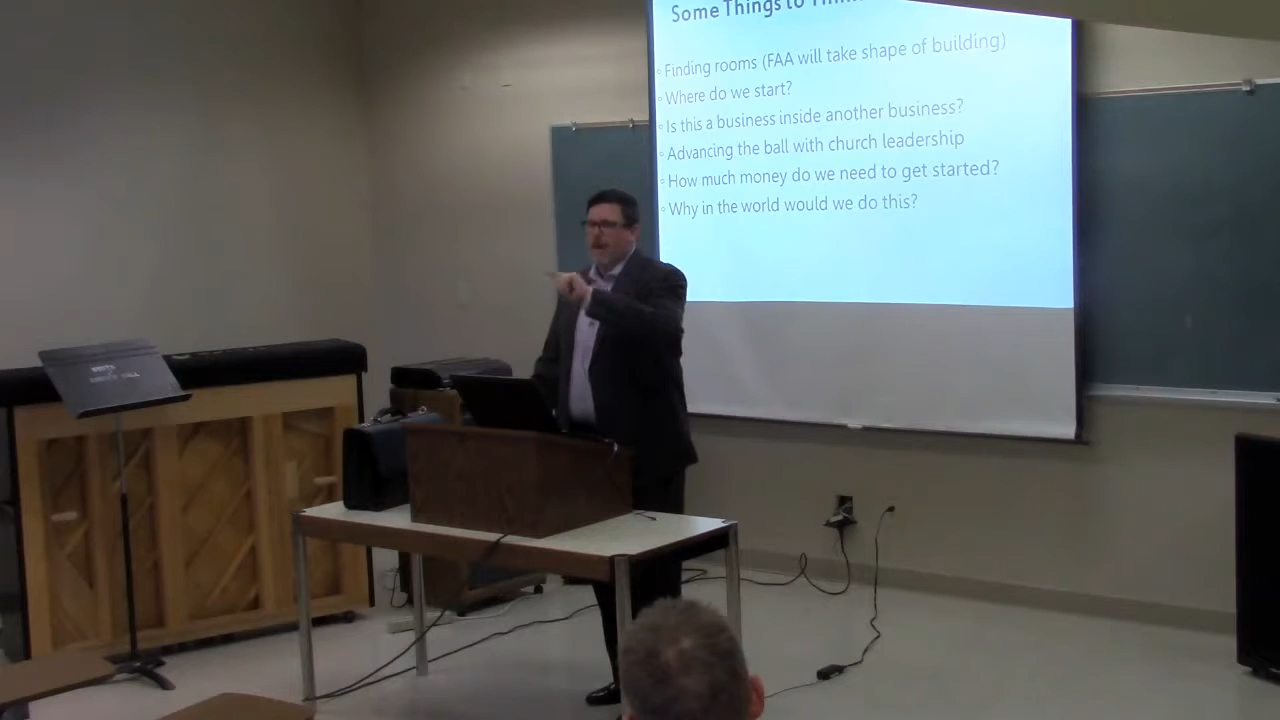 Some Things to Think
◦ Finding rooms (FAA will take shape of building)
◦ Where do we start?
◦ Is this a business inside another business?
◦ Advancing the ball with church leadership
◦ How much money do we need to get started?
◦ Why in the world would we do this?